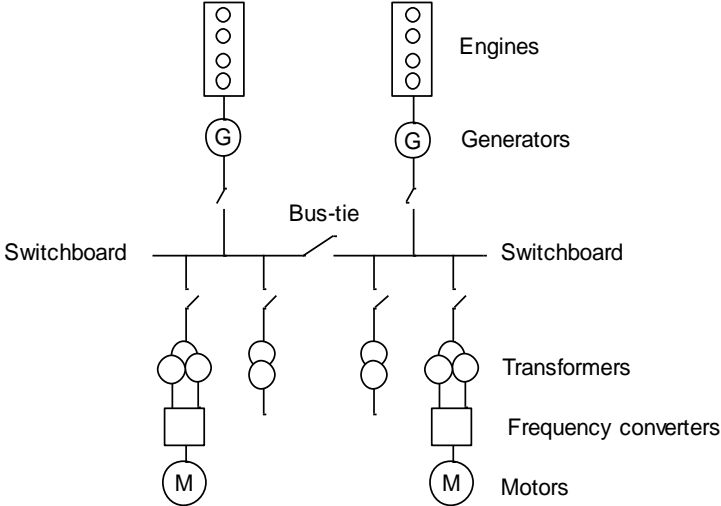 Engines
G
G
Generators
Bus-tie
Switchboard
Switchboard
Transformers
Frequency converters
M
M
Motors